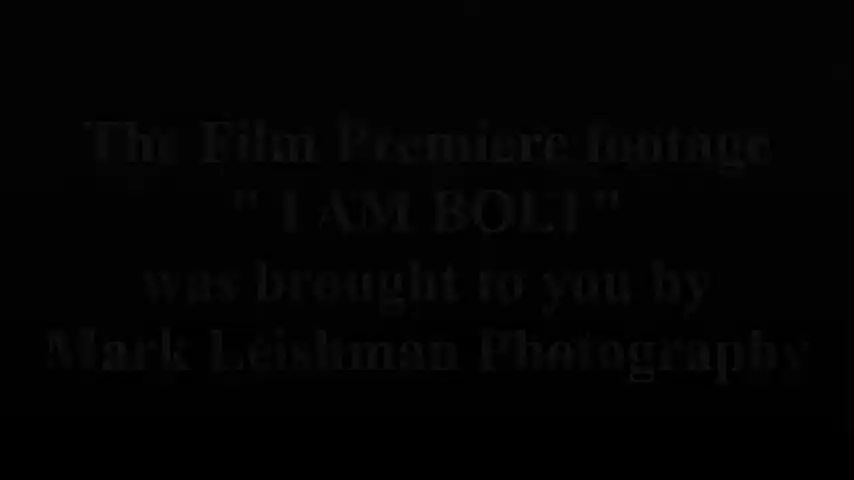 The Film Premiere footage
" I AM BOLT "
was brought to you by
Mark Leishman Photography